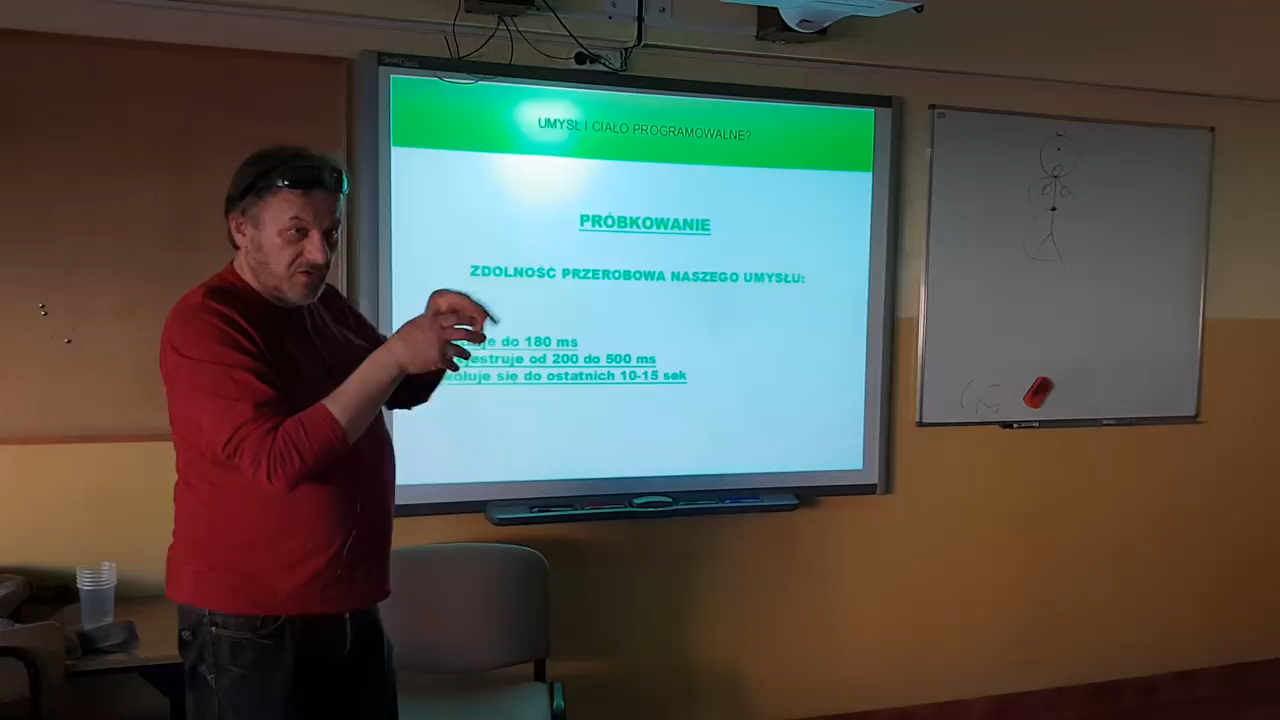 UMYSŁ I CIAŁO PROGRAMOWALNE?
PRÓBKOWANIE
ZDOLNOŚĆ PRZEROBOWA NASZEGO UMYSŁU:
do 180 ms
od 200 do 500 ms
się do ostatnich 10-15 sek